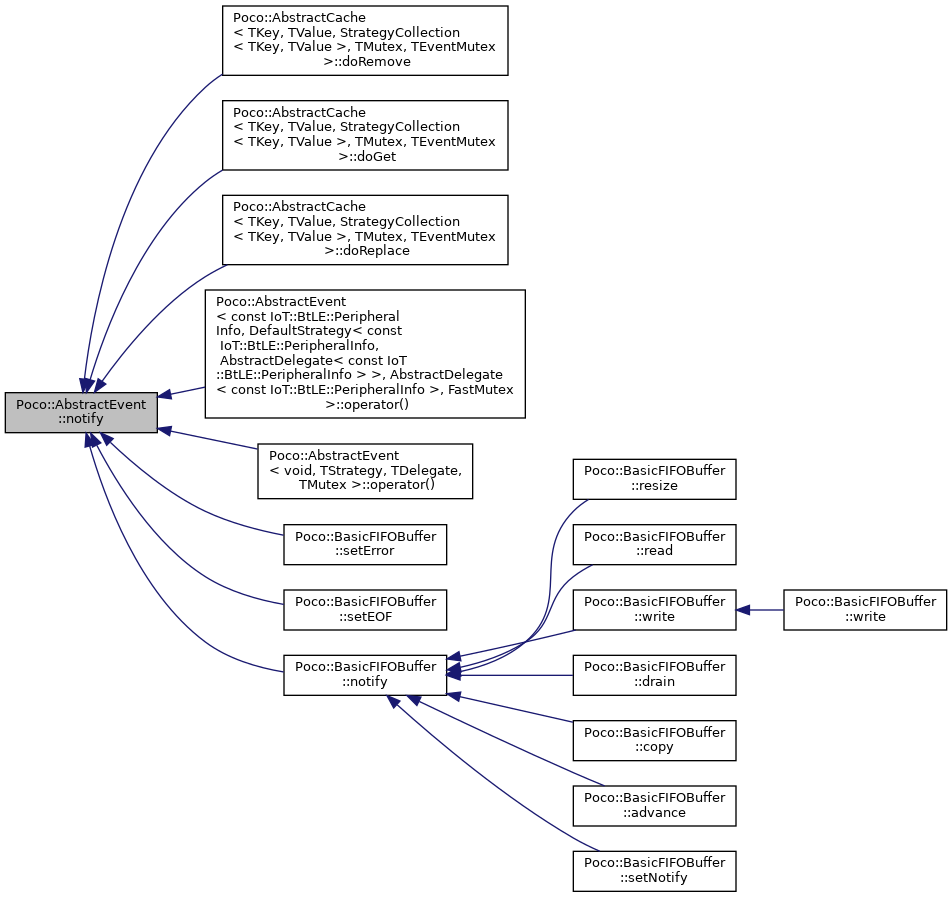 Poco::AbstractCache
< TKey, TValue, StrategyCollection
< TKey, TValue >, TMutex, TEventMutex
>::doRemove
Poco::AbstractCache
< TKey, TValue, StrategyCollection
< TKey, TValue >, TMutex, TEventMutex
>::doGet
Poco::AbstractCache
< TKey, TValue, StrategyCollection
< TKey, TValue >, TMutex, TEventMutex
>::doReplace
Poco::AbstractEvent
< const IoT::BtLE::Peripheral
Info, DefaultStrategy< const
IoT::BtLE::PeripheralInfo,
AbstractDelegate< const IoT
::BtLE::PeripheralInfo > >, AbstractDelegate
< const IoT::BtLE::PeripheralInfo >, FastMutex
>::operator()
Poco::AbstractEvent
::notify
Poco::AbstractEvent
< void, TStrategy, TDelegate,
TMutex >::operator()
Poco::BasicFIFOBuffer
::setError
Poco::BasicFIFOBuffer
::setEOF
Poco::BasicFIFOBuffer
::notify
Poco::BasicFIFOBuffer
::resize
Poco::BasicFIFOBuffer
::read
Poco::BasicFIFOBuffer
::write
Poco::BasicFIFOBuffer
::write
Poco::BasicFIFOBuffer
::drain
Poco::BasicFIFOBuffer
::copy
Poco::BasicFIFOBuffer
::advance
Poco::BasicFIFOBuffer
::setNotify